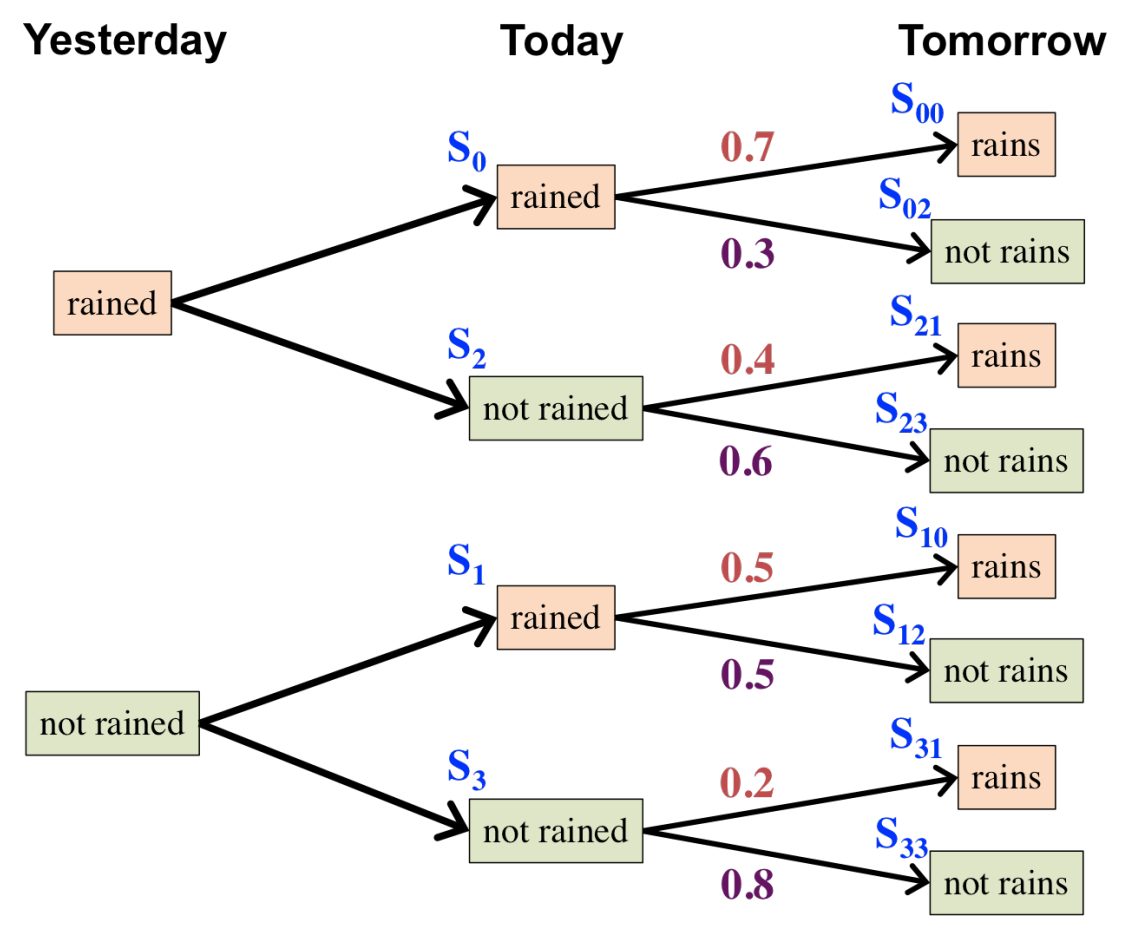 Yesterday Today Tomorrow
S00
S0 0.7 rains
rained S02
0.3 not rains
rained S21
S2 0.4 rains
not rained S23
0.6 not rains
S10
S1 0.5 rains
rained S12
0.5 not rains
not rained S31
S3 0.2 rains
not rained S33
0.8 not rains